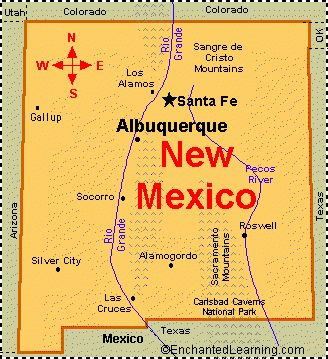 Utah
Colorado
Colorado
OK
N
W
E
S
Rio
Grande
Sangre de
Cristo
Mountains
Los
Alamos
Santa Fe
Gallup
Albuquerque
New
Mexico
Pecos
River
Texas
Arizona
Socorro
Rio
Grande
Roswell
Sacramento
Mountains
Alamogordo
Silver City
Las
Cruces
Carlsbad Caverns
National Park
Mexico
Texas
©EnchantedLearning.com